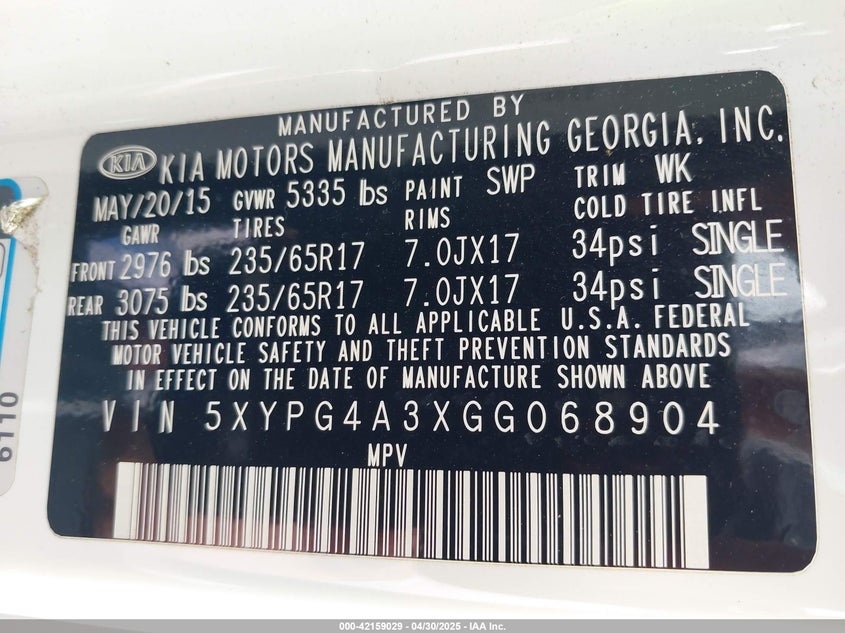 MANUFACTURED BY
KIA KIA MOTORS MANUFACTURING GEORGIA, INC.
MAY/20/15 GVWR 5335 lbs PAINT SWP TRIM WK
GAWR TIRES RIMS COLD TIRE INFL
FRONT 2976 lbs 235/65R17 7.0JX17 34psi SINGLE
REAR 3075 lbs 235/65R17 7.0JX17 34psi SINGLE
THIS VEHICLE CONFORMS TO ALL APPLICABLE U.S.A. FEDERAL
MOTOR VEHICLE SAFETY AND THEFT PREVENTION STANDARDS
IN EFFECT ON THE DATE OF MANUFACTURE SHOWN ABOVE
VIN 5XYPG4A3XGG068904
MPV
6110
000-42159029 - 04/30/2025 - IAA Inc.